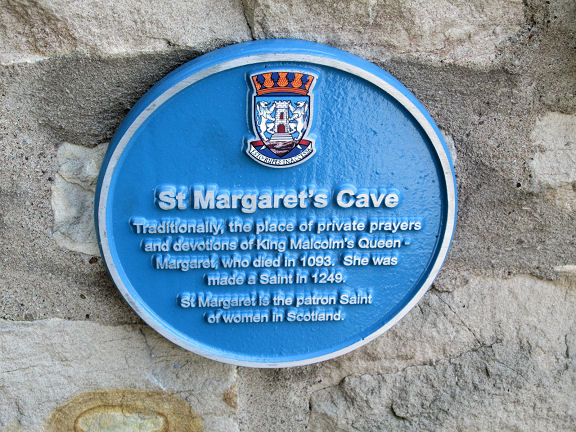 St Margaret's Cave
Traditionally, the place of private prayers
and devotions of King Malcolm's Queen -
Margaret, who died in 1093. She was
made a Saint in 1249.
St Margaret is the patron Saint
of women in Scotland.